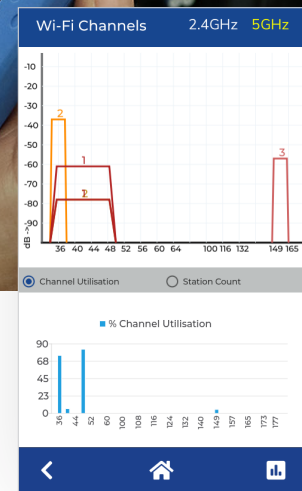 Wi-Fi Channels 2.4GHz 5GHz
-10
-20
-30
-40
-50
-60
-70
-80
-90
dB ->
2
1
3
36 40 44 48 52 56 60 64 100 116 132 149 165
Channel Utilisation Station Count
% Channel Utilisation
90
68
45
23
0
36 44 52 60 100 108 116 124 132 140 149 157 165 173 177